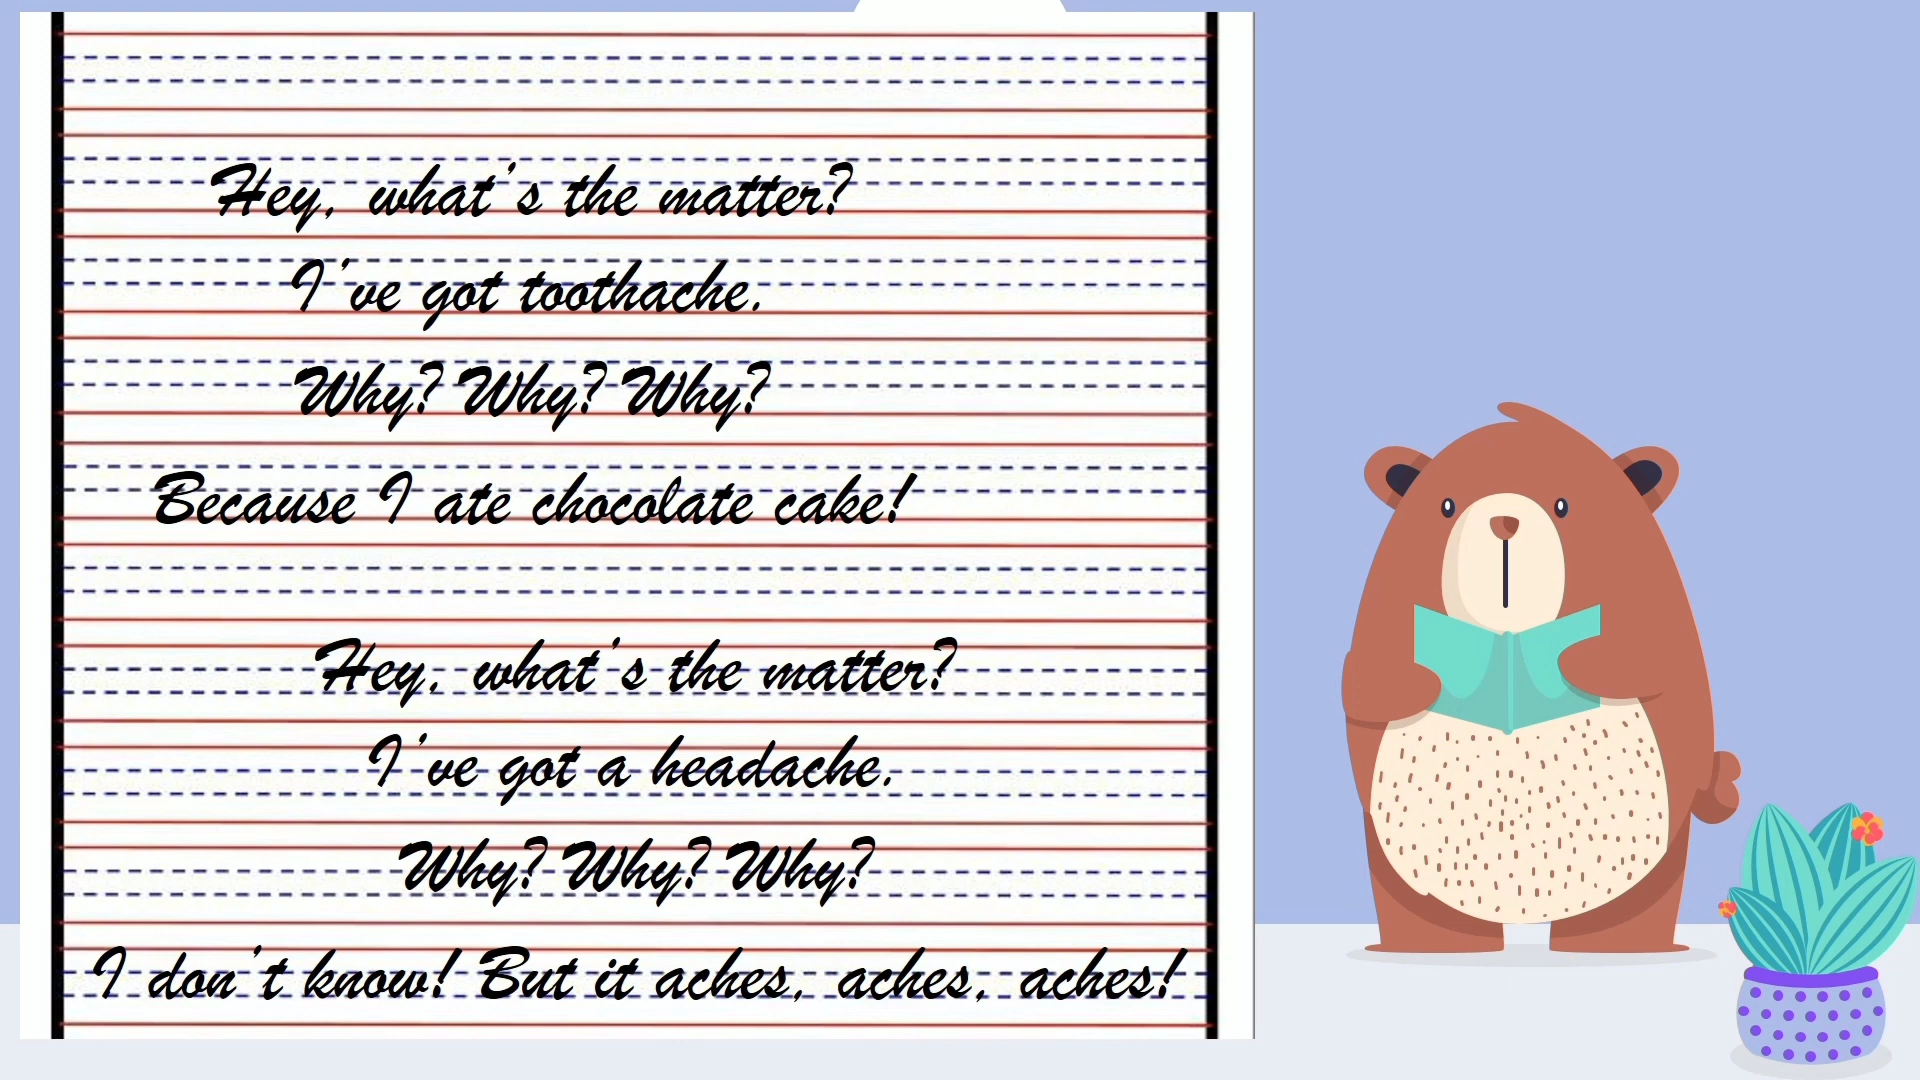 Hey, what's the matter?
I've got toothache.
Why? Why? Why?
Because I ate chocolate cake!
Hey, what's the matter?
I've got a headache.
Why? Why? Why?
I don't know! But it aches, aches, aches!